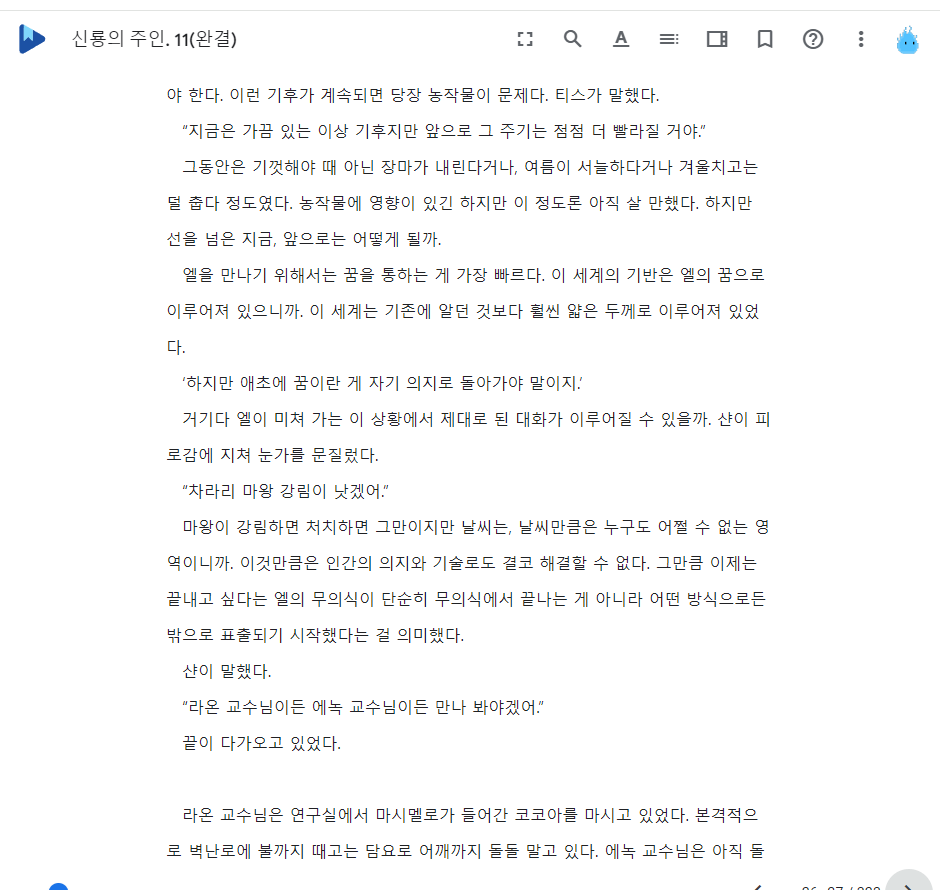 신룡의 주인. 11(완결)
야 한다. 이런 기후가 계속되면 당장 농작물이 문제다. 티스가 말했다.
“지금은 가끔 있는 이상 기후지만 앞으로 그 주기는 점점 더 빨라질 거야.”
그동안은 기껏해야 때 아닌 장마가 내린다거나, 여름이 서늘하다거나 겨울치고는
덜 춥다 정도였다. 농작물에 영향이 있긴 하지만 이 정도론 아직 살 만했다. 하지만
선을 넘은 지금, 앞으로는 어떻게 될까.
엘을 만나기 위해서는 꿈을 통하는 게 가장 빠르다. 이 세계의 기반은 엘의 꿈으로
이루어져 있으니까. 이 세계는 기존에 알던 것보다 훨씬 얇은 두께로 이루어져 있었
다.
‘하지만 애초에 꿈이란 게 자기 의지로 돌아가야 말이지.’
거기다 엘이 미쳐 가는 이 상황에서 제대로 된 대화가 이루어질 수 있을까. 샨이 피
로감에 지쳐 눈가를 문질렀다.
“차라리 마왕 강림이 낫겠어.”
마왕이 강림하면 처치하면 그만이지만 날씨는, 날씨만큼은 누구도 어쩔 수 없는 영
역이니까. 이것만큼은 인간의 의지와 기술로도 결코 해결할 수 없다. 그만큼 이제는
끝내고 싶다는 엘의 무의식이 단순히 무의식에서 끝나는 게 아니라 어떤 방식으로든
밖으로 표출되기 시작했다는 걸 의미했다.
샨이 말했다.
“라온 교수님이든 에녹 교수님이든 만나 봐야겠어.”
끝이 다가오고 있었다.
라온 교수님은 연구실에서 마시멜로가 들어간 코코아를 마시고 있었다. 본격적으
로 벽난로에 불까지 때고는 담요로 어깨까지 돌돌 말고 있다. 에녹 교수님은 아직 돌